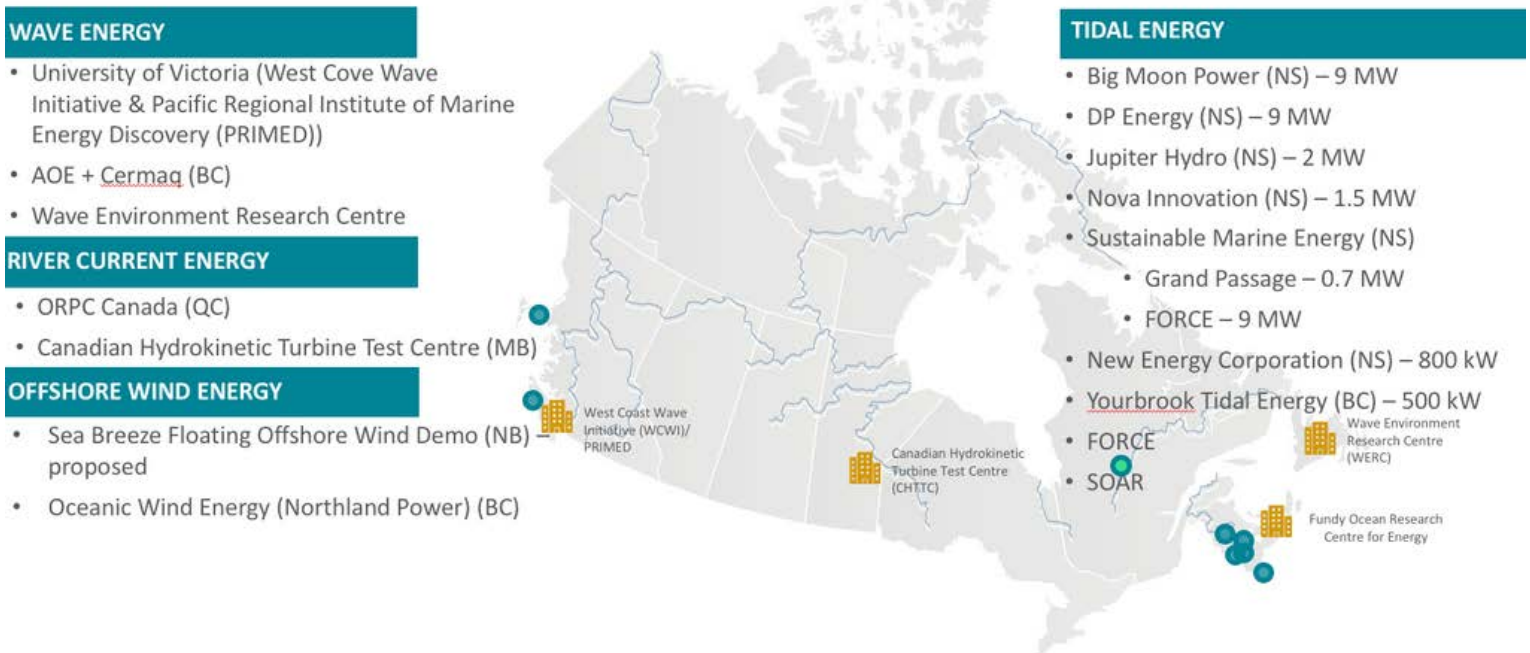 WAVE ENERGY
• University of Victoria (West Cove Wave
Initiative & Pacific Regional Institute of Marine
Energy Discovery (PRIMED))
• AOE + Cermaq (BC)
• Wave Environment Research Centre
RIVER CURRENT ENERGY
• ORPC Canada (QC)
• Canadian Hydrokinetic Turbine Test Centre (MB)
OFFSHORE WIND ENERGY
• Sea Breeze Floating Offshore Wind Demo (NB) –
proposed
• Oceanic Wind Energy (Northland Power) (BC)
West Coast Wave
Initiative (WCWI)/
PRIMED
Canadian Hydrokinetic
Turbine Test Centre
(CHTTC)
TIDAL ENERGY
• Big Moon Power (NS) – 9 MW
• DP Energy (NS) – 9 MW
• Jupiter Hydro (NS) – 2 MW
• Nova Innovation (NS) – 1.5 MW
• Sustainable Marine Energy (NS)
• Grand Passage – 0.7 MW
• FORCE – 9 MW
• New Energy Corporation (NS) – 800 kW
• Yourbrook Tidal Energy (BC) – 500 kW
• FORCE
• SOAR
Wave Environment
Research Centre
(WERC)
Fundy Ocean Research
Centre for Energy